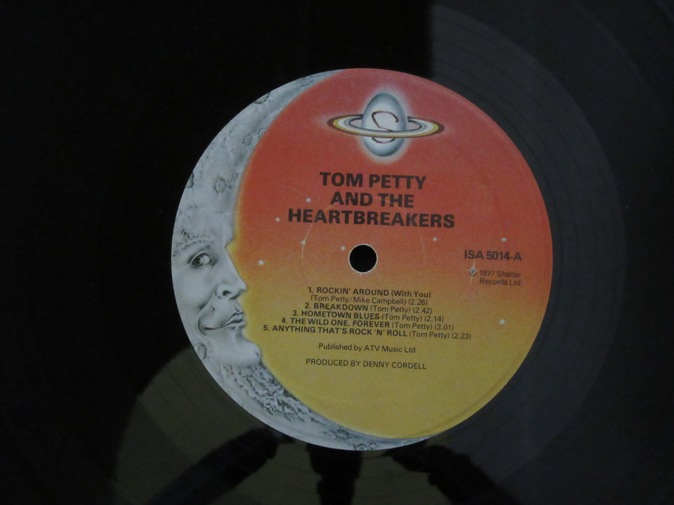 S
TOM PETTY
AND THE
HEARTBREAKERS
ISA 5014-A
℗ 1977 Shelter
Records Ltd
1. ROCKIN' AROUND (With You)
(Tom Petty/Mike Campbell) (2.26)
2. BREAKDOWN (Tom Petty) (2.42)
3. HOMETOWN BLUES (Tom Petty) (2.14)
4. THE WILD ONE, FOREVER (Tom Petty) (3.01)
5. ANYTHING THAT'S ROCK 'N' ROLL (Tom Petty) (2.23)
Published by ATV Music Ltd
PRODUCED BY DENNY CORDELL